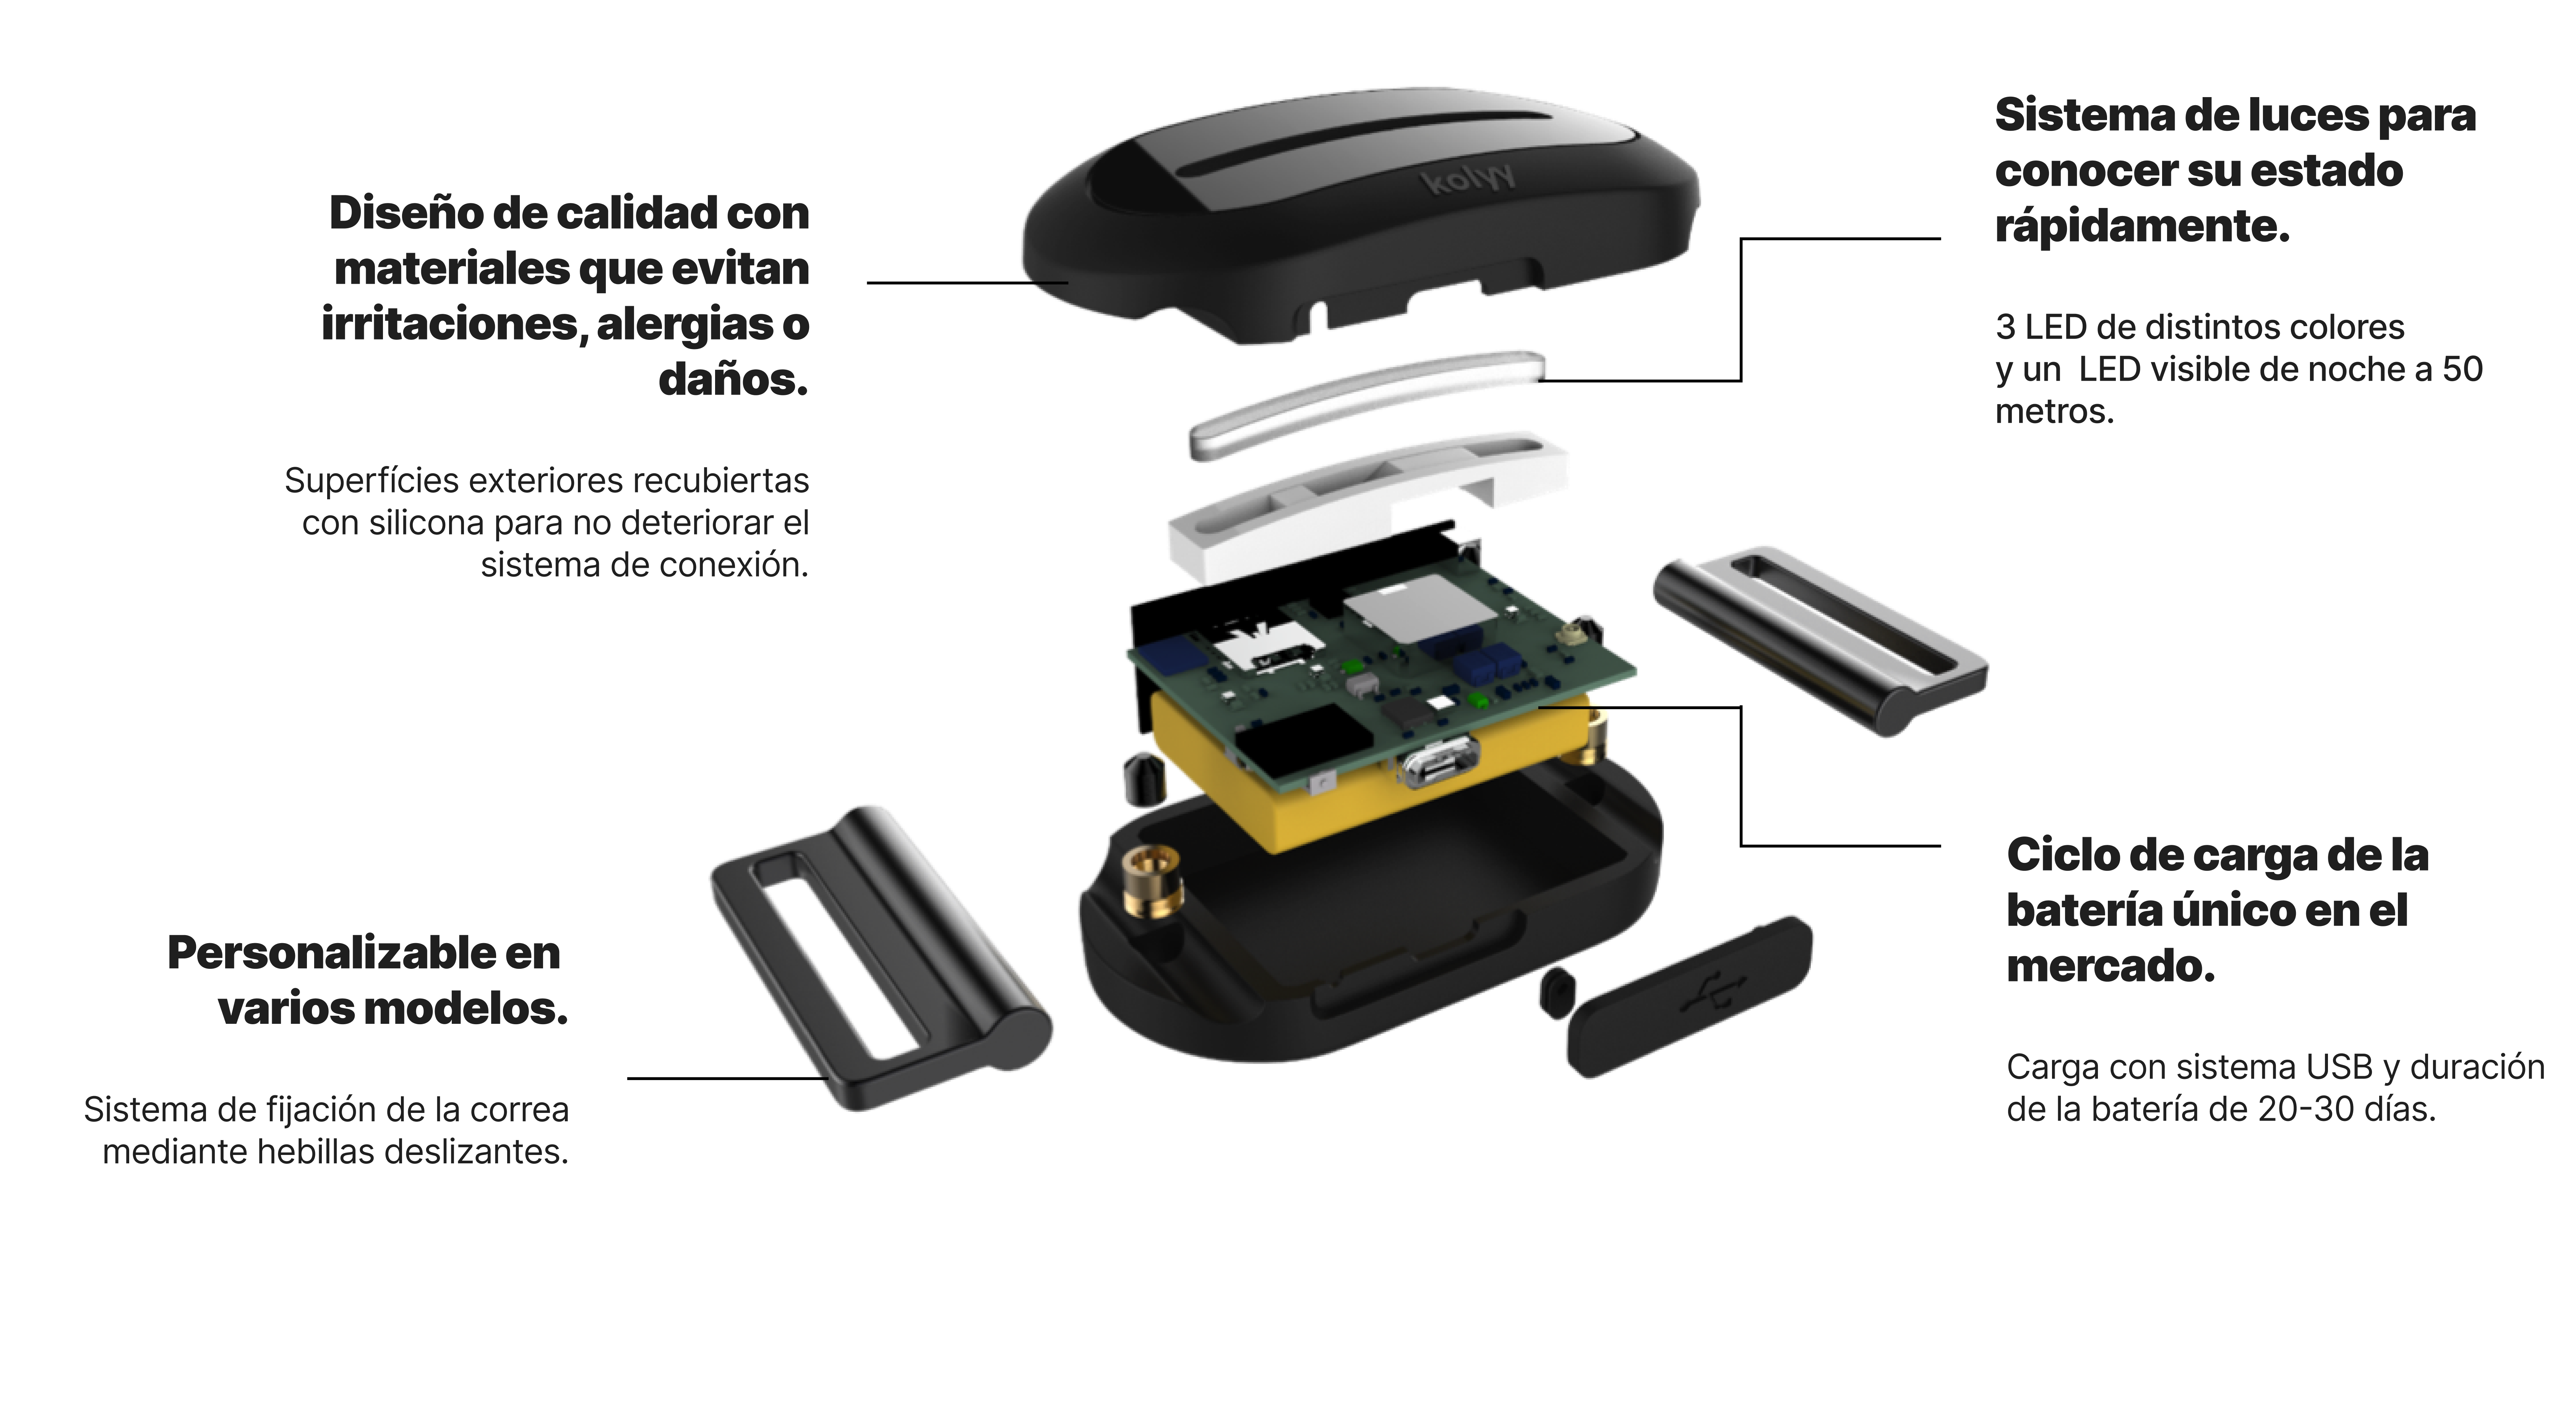 Diseño de calidad con
materiales que evitan
irritaciones, alergias o
daños.
Superfícies exteriores recubiertas
con silicona para no deteriorar el
sistema de conexión.
Personalizable en
varios modelos.
Sistema de fijación de la correa
mediante hebillas deslizantes.
kolyy
Sistema de luces para
conocer su estado
rápidamente.
3 LED de distintos colores
y un  LED visible de noche a 50
metros.
Ciclo de carga de la
batería único en el
mercado.
Carga con sistema USB y duración
de la batería de 20-30 días.